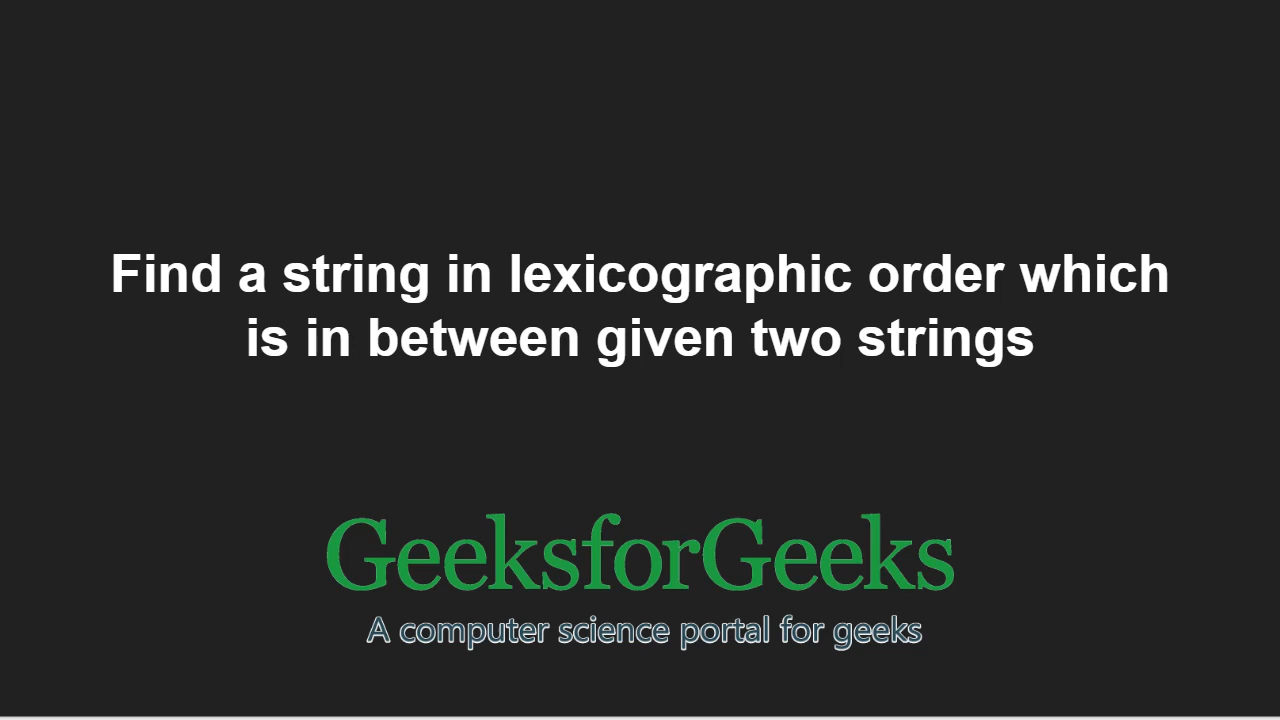 Find a string in lexicographic order which
is in between given two strings
GeeksforGeeks
A computer science portal for geeks